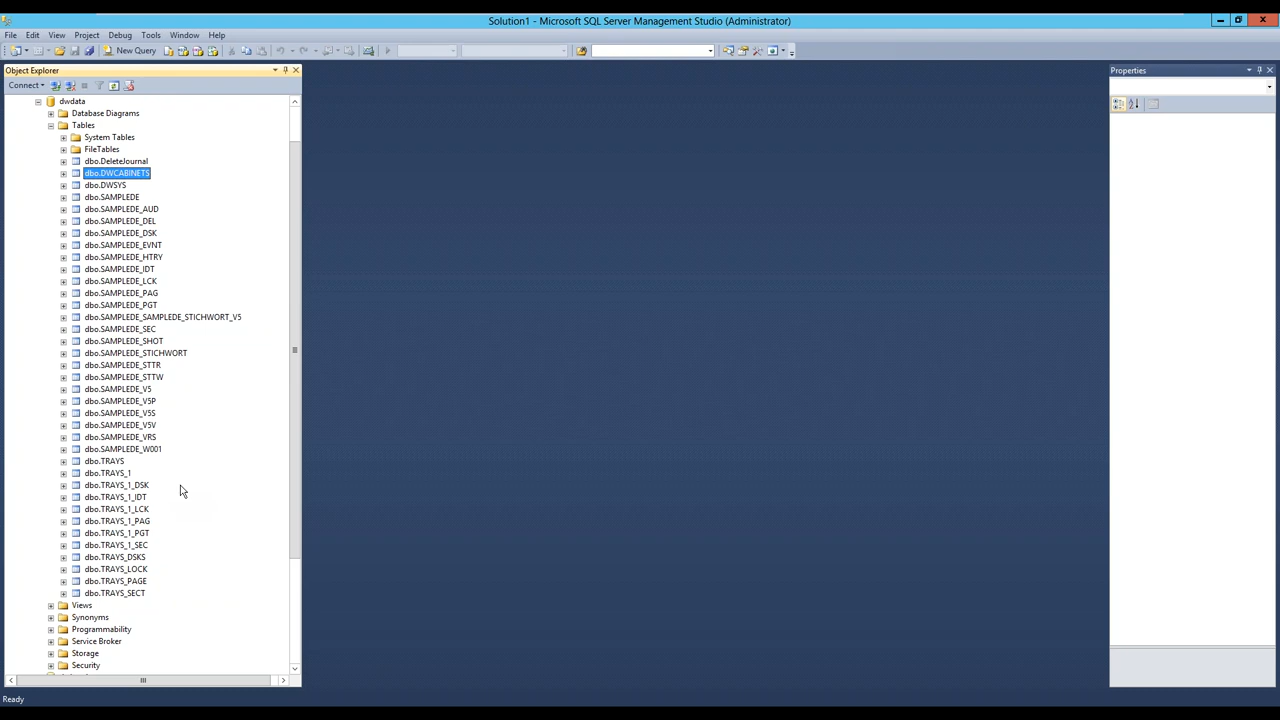 Solution1 - Microsoft SQL Server Management Studio (Administrator)
File Edit View Project Debug Tools Window Help
New Query
Object Explorer
Properties
Connect
dwdata
Database Diagrams
Tables
System Tables
FileTables
dbo.DeleteJournal
dbo.DWCABINETS
dbo.DWSYS
dbo.SAMPLEDE
dbo.SAMPLEDE_AUD
dbo.SAMPLEDE_DEL
dbo.SAMPLEDE_DSK
dbo.SAMPLEDE_EVNT
dbo.SAMPLEDE_HTRY
dbo.SAMPLEDE_IDT
dbo.SAMPLEDE_LCK
dbo.SAMPLEDE_PAG
dbo.SAMPLEDE_PGT
dbo.SAMPLEDE_SAMPLEDE_STICHWORT_V5
dbo.SAMPLEDE_SEC
dbo.SAMPLEDE_SHOT
dbo.SAMPLEDE_STICHWORT
dbo.SAMPLEDE_STTR
dbo.SAMPLEDE_STTW
dbo.SAMPLEDE_V5
dbo.SAMPLEDE_V5P
dbo.SAMPLEDE_V5S
dbo.SAMPLEDE_V5V
dbo.SAMPLEDE_VRS
dbo.SAMPLEDE_W001
dbo.TRAYS
dbo.TRAYS_1
dbo.TRAYS_1_DSK
dbo.TRAYS_1_IDT
dbo.TRAYS_1_LCK
dbo.TRAYS_1_PAG
dbo.TRAYS_1_PGT
dbo.TRAYS_1_SEC
dbo.TRAYS_DSKS
dbo.TRAYS_LOCK
dbo.TRAYS_PAGE
dbo.TRAYS_SECT
Views
Synonyms
Programmability
Service Broker
Storage
Security
Ready